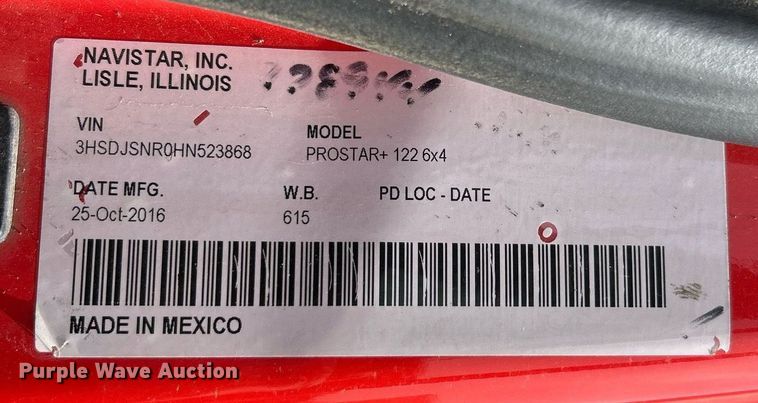 NAVISTAR, INC.
LISLE, ILLINOIS
VIN MODEL
3HSDJSNR0HN523868 PROSTAR+ 122 6x4
DATE MFG. W.B. PD LOC - DATE
25-Oct-2016 615
MADE IN MEXICO
Purple Wave Auction